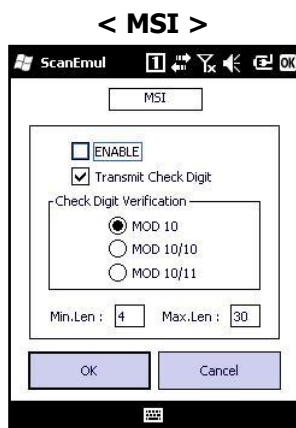 < MSI >
ScanEmul 1 OK
MSI
ENABLE
Transmit Check Digit
Check Digit Verification
MOD 10
MOD 10/10
MOD 10/11
Min.Len : 4 Max.Len : 30
OK Cancel